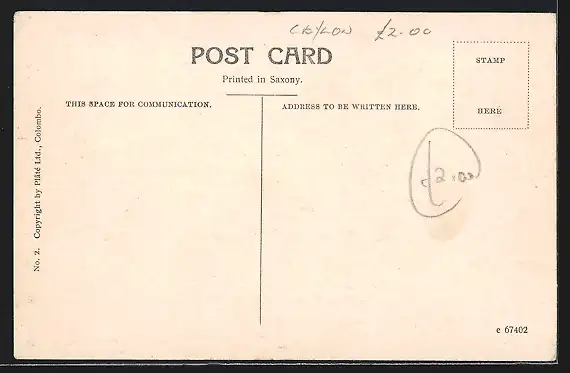 CEYLON £2.00
POST CARD
Printed in Saxony.
STAMP
HERE
THIS SPACE FOR COMMUNICATION.
ADDRESS TO BE WRITTEN HERE.
£2.00
No. 2. Copyright by Plâté Ltd., Colombo.
c 67402